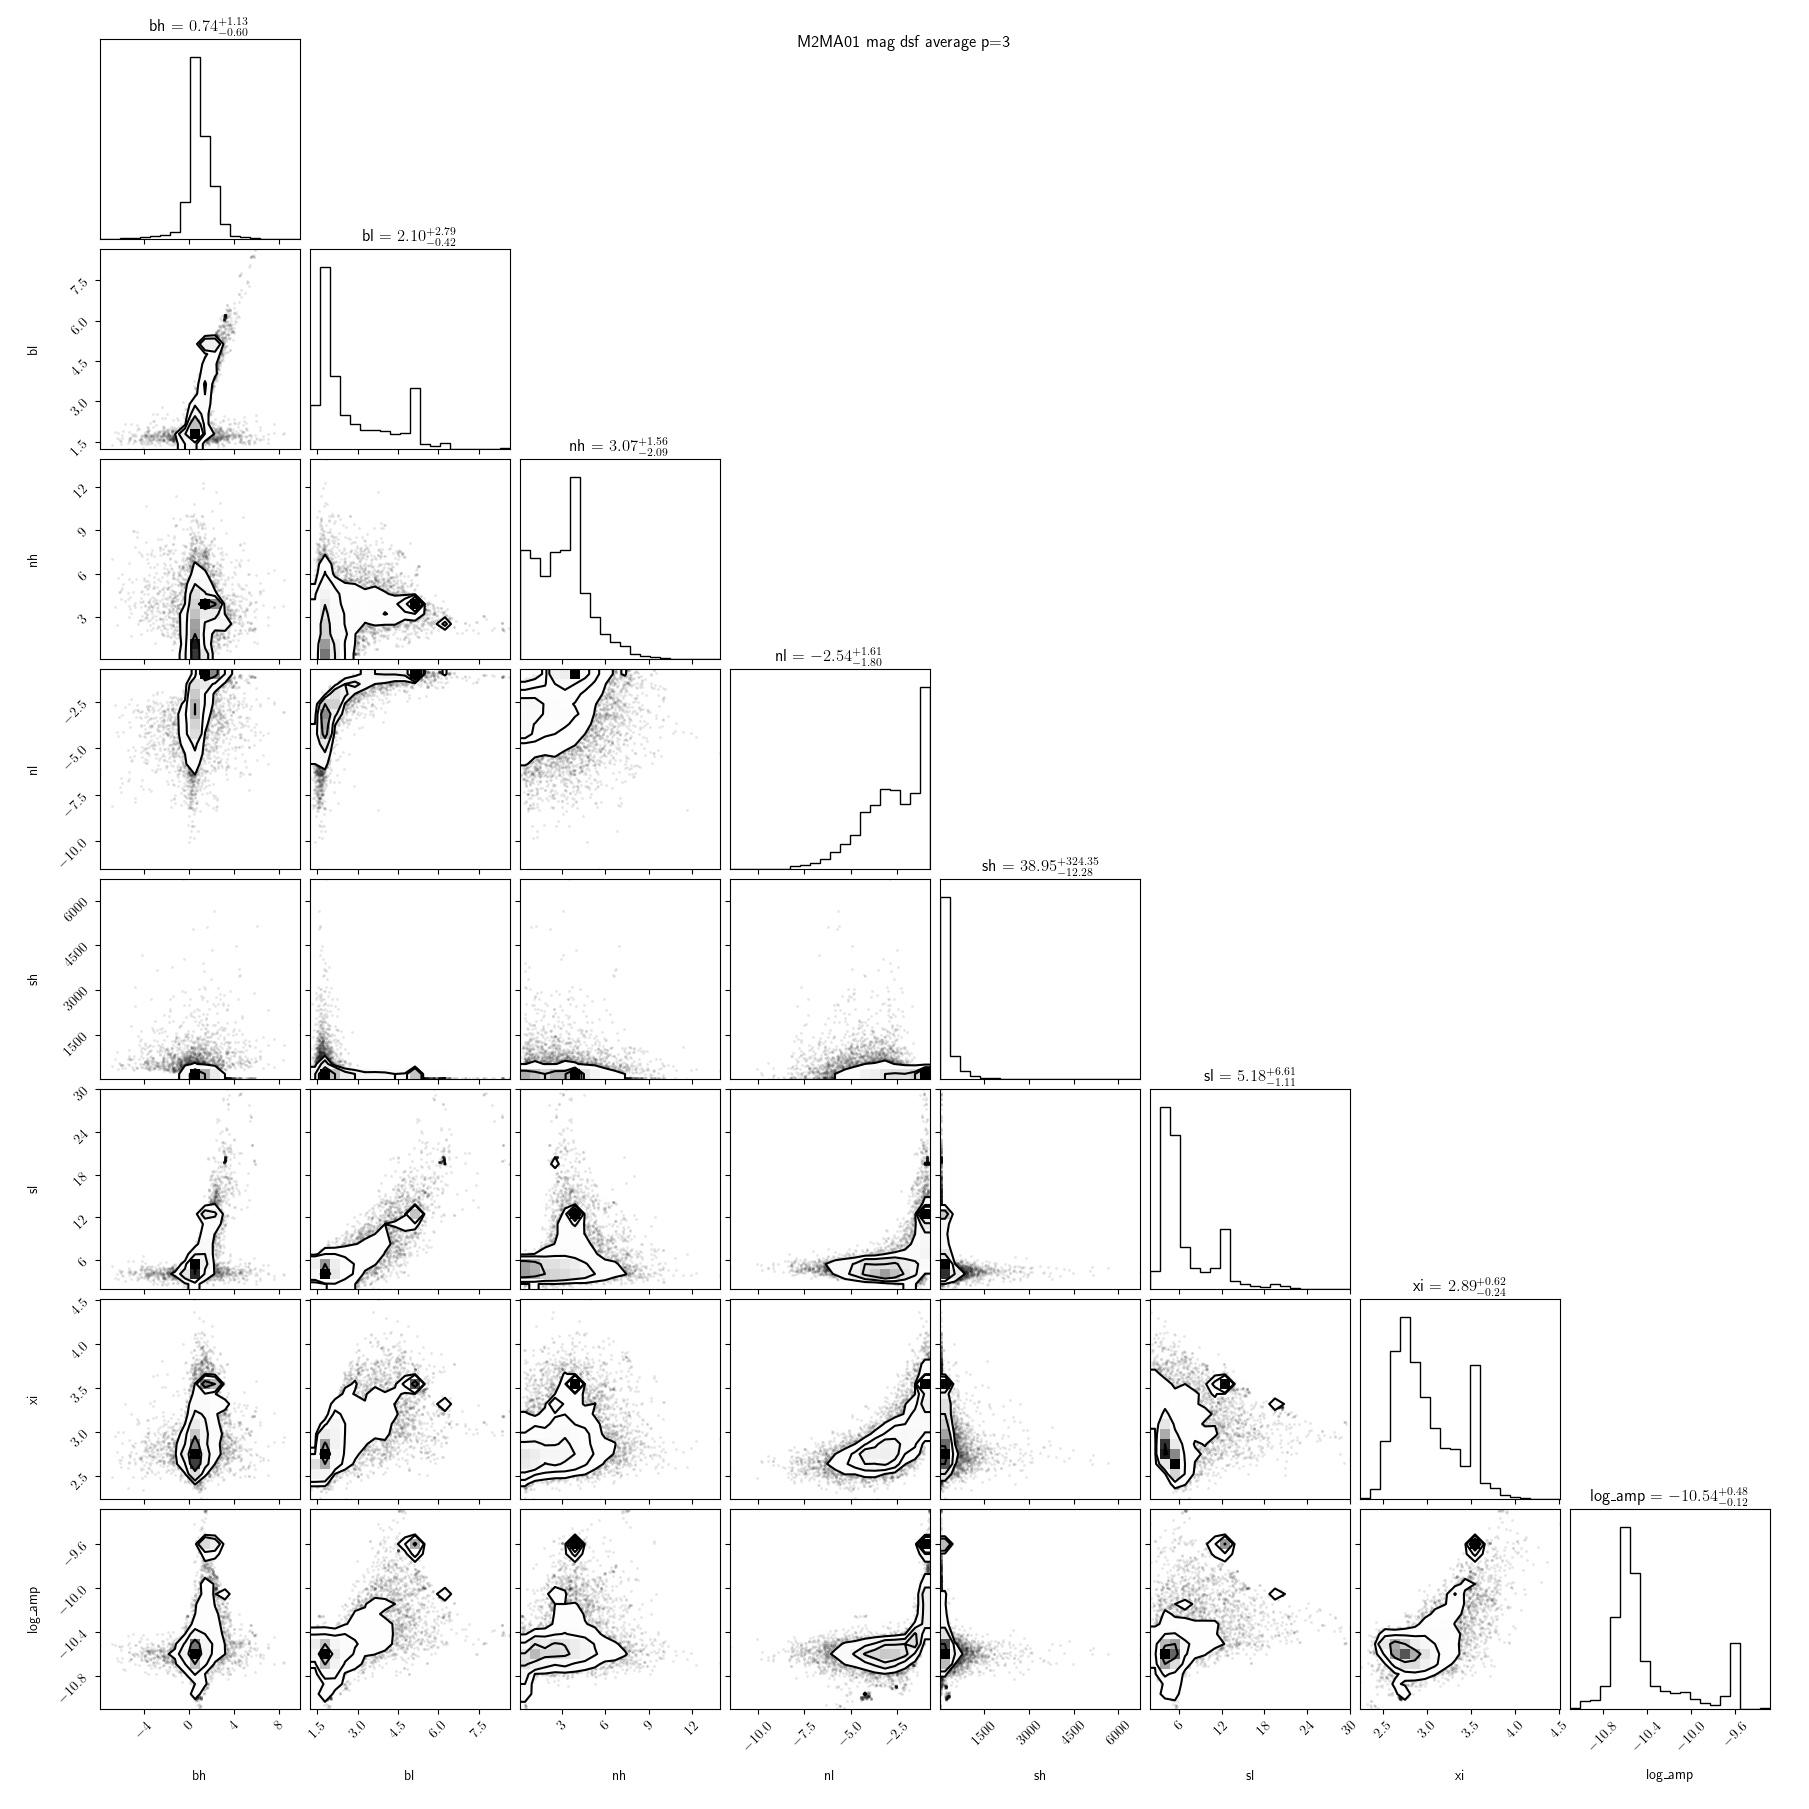 bh = 0.74+1.13−0.60
M2MA01 mag dsf average p=3
bl = 2.10+2.79−0.42
7.5
6.0
4.5
3.0
1.5
bl
nh = 3.07+1.56−2.09
12
9
6
3
nh
nl = −2.54+1.61−1.80
−2.5
−5.0
−7.5
−10.0
nl
sh = 38.95+324.35−12.28
6000
4500
3000
1500
sh
sl = 5.18+6.61−1.11
30
24
18
12
6
sl
xi = 2.89+0.62−0.24
4.5
4.0
3.5
3.0
2.5
xi
log_amp = −10.54+0.48−0.12
−9.6
−10.0
−10.4
−10.8
log_amp
−4 0 4 8 1.5 3.0 4.5 6.0 7.5 3 6 9 12 −10.0 −7.5 −5.0 −2.5 1500 3000 4500 6000 6 12 18 24 30 2.5 3.0 3.5 4.0 4.5 −10.8 −10.4 −10.0 −9.6
bh bl nh nl sh sl xi log_amp